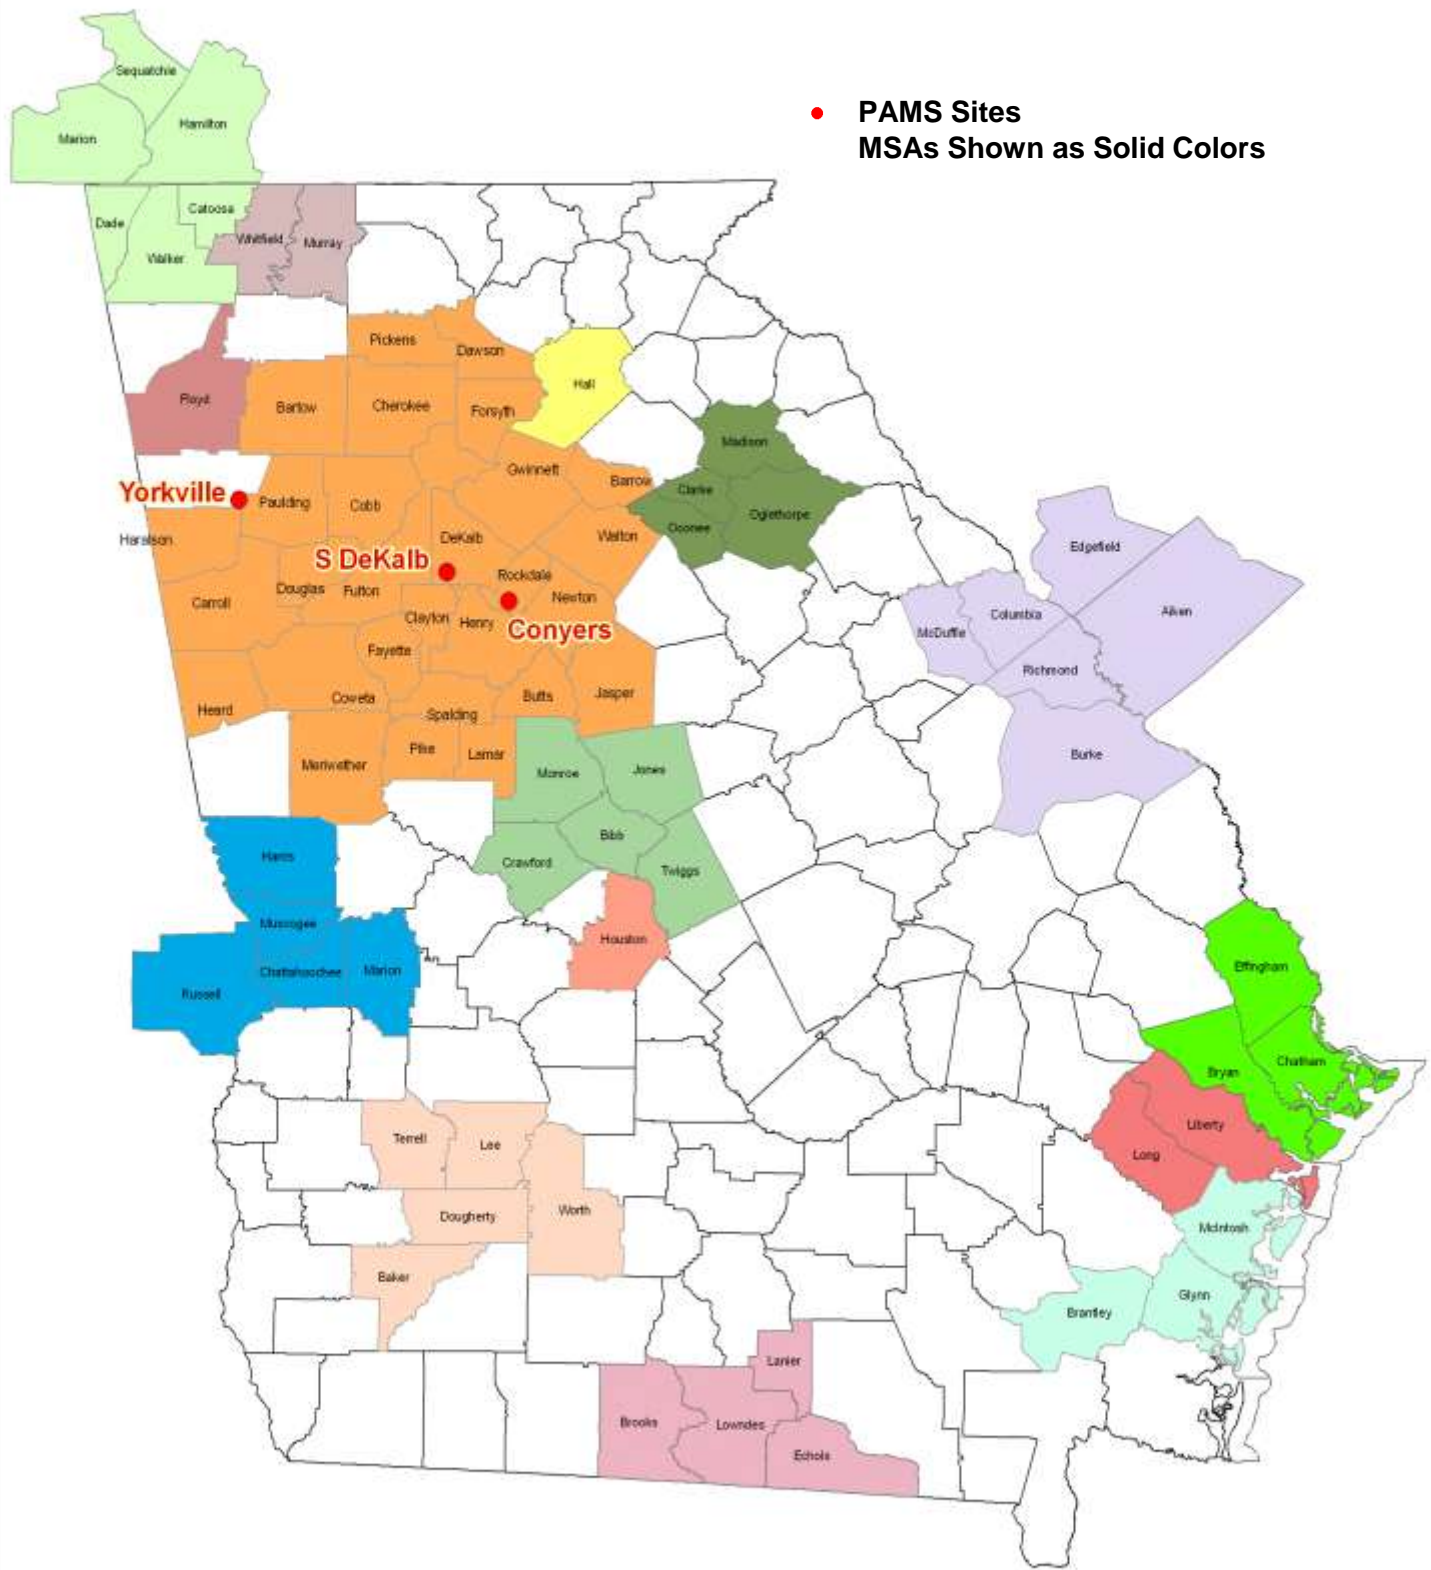 PAMS Sites
MSAs Shown as Solid Colors
Sequatchie
Marion
Hamilton
Dade
Catoosa
Walker
Whitfield
Murray
Pickens
Dawson
Floyd
Bartow
Cherokee
Forsyth
Hall
Madison
Gwinnett
Barrow
Clarke
Oglethorpe
Oconee
Yorkville
Paulding
Cobb
DeKalb
Walton
Haralson
S DeKalb
Rockdale
Douglas
Fulton
Newton
Carroll
Clayton
Henry
Conyers
Fayette
Edgefield
Columbia
Aiken
McDuffie
Richmond
Burke
Heard
Coweta
Spalding
Butts
Jasper
Pike
Lamar
Meriwether
Monroe
Jones
Bibb
Crawford
Twiggs
Harris
Muscogee
Houston
Chattahoochee
Marion
Russell
Effingham
Bryan
Chatham
Liberty
Long
Terrell
Lee
Dougherty
Worth
Baker
McIntosh
Glynn
Brantley
Lanier
Brooks
Lowndes
Echols